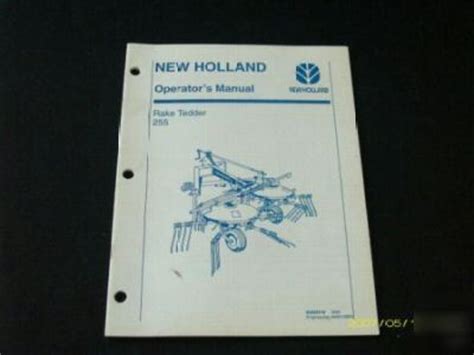 NEW HOLLAND
NEW HOLLAND
Operator's Manual
Rake Tedder
255